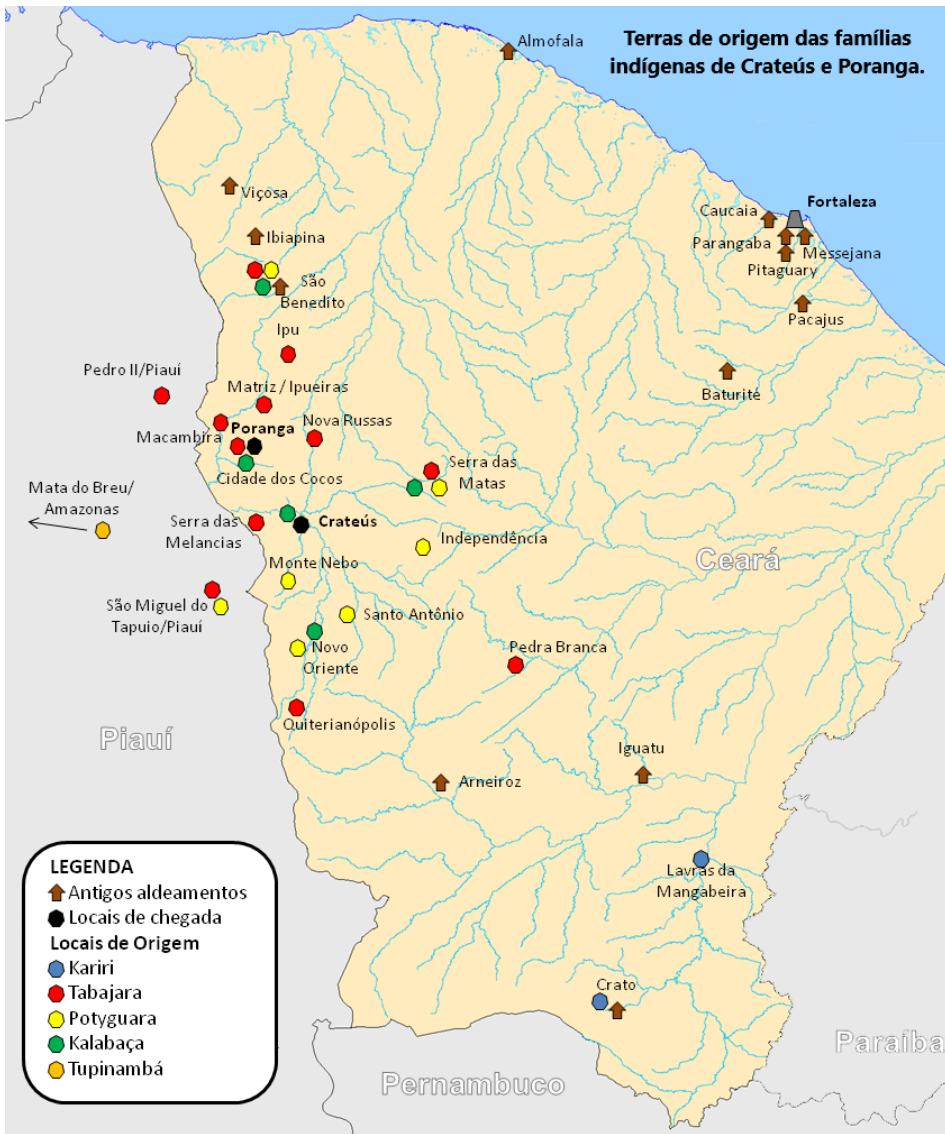 Terras de origem das famílias
indígenas de Crateús e Poranga.
Almofala
Viçosa
Fortaleza
Caucaia
Ibiapina
Parangaba
Messejana
Pitaguary
São
Benedito
Pacajus
Ipu
Pedro II/Piauí
Baturité
Matriz / Ipueiras
Poranga
Nova Russas
Macambira
Serra das
Matas
Cidade dos Cocos
Mata do Breu/
Amazonas
Serra das
Melancias
Crateús
Independência
Ceará
Monte Nebo
São Miguel do
Tapuio/Piauí
Santo Antônio
Novo
Oriente
Pedra Branca
Quiterianópolis
Piauí
Iguatu
Arneiroz
Lavras da
Mangabeira
Crato
Paraíba
Pernambuco
LEGENDA
Antigos aldeamentos
Locais de chegada
Locais de Origem
Kariri
Tabajara
Potyguara
Kalabaça
Tupinambá